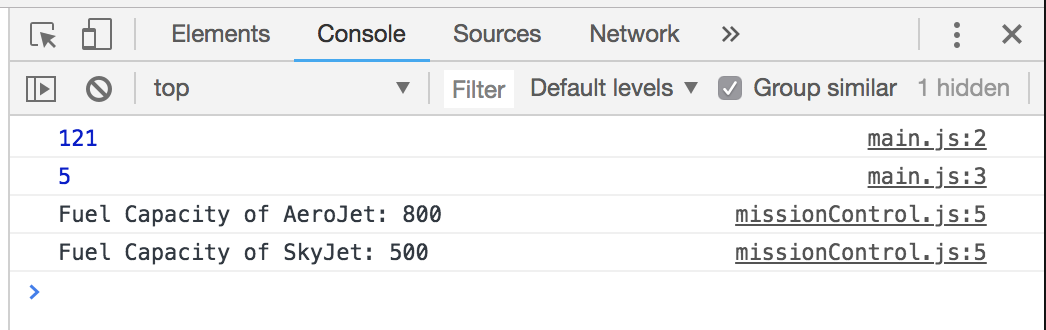 Elements Console Sources Network »
top Filter Default levels Group similar 1 hidden
121 main.js:2
5 main.js:3
Fuel Capacity of AeroJet: 800 missionControl.js:5
Fuel Capacity of SkyJet: 500 missionControl.js:5